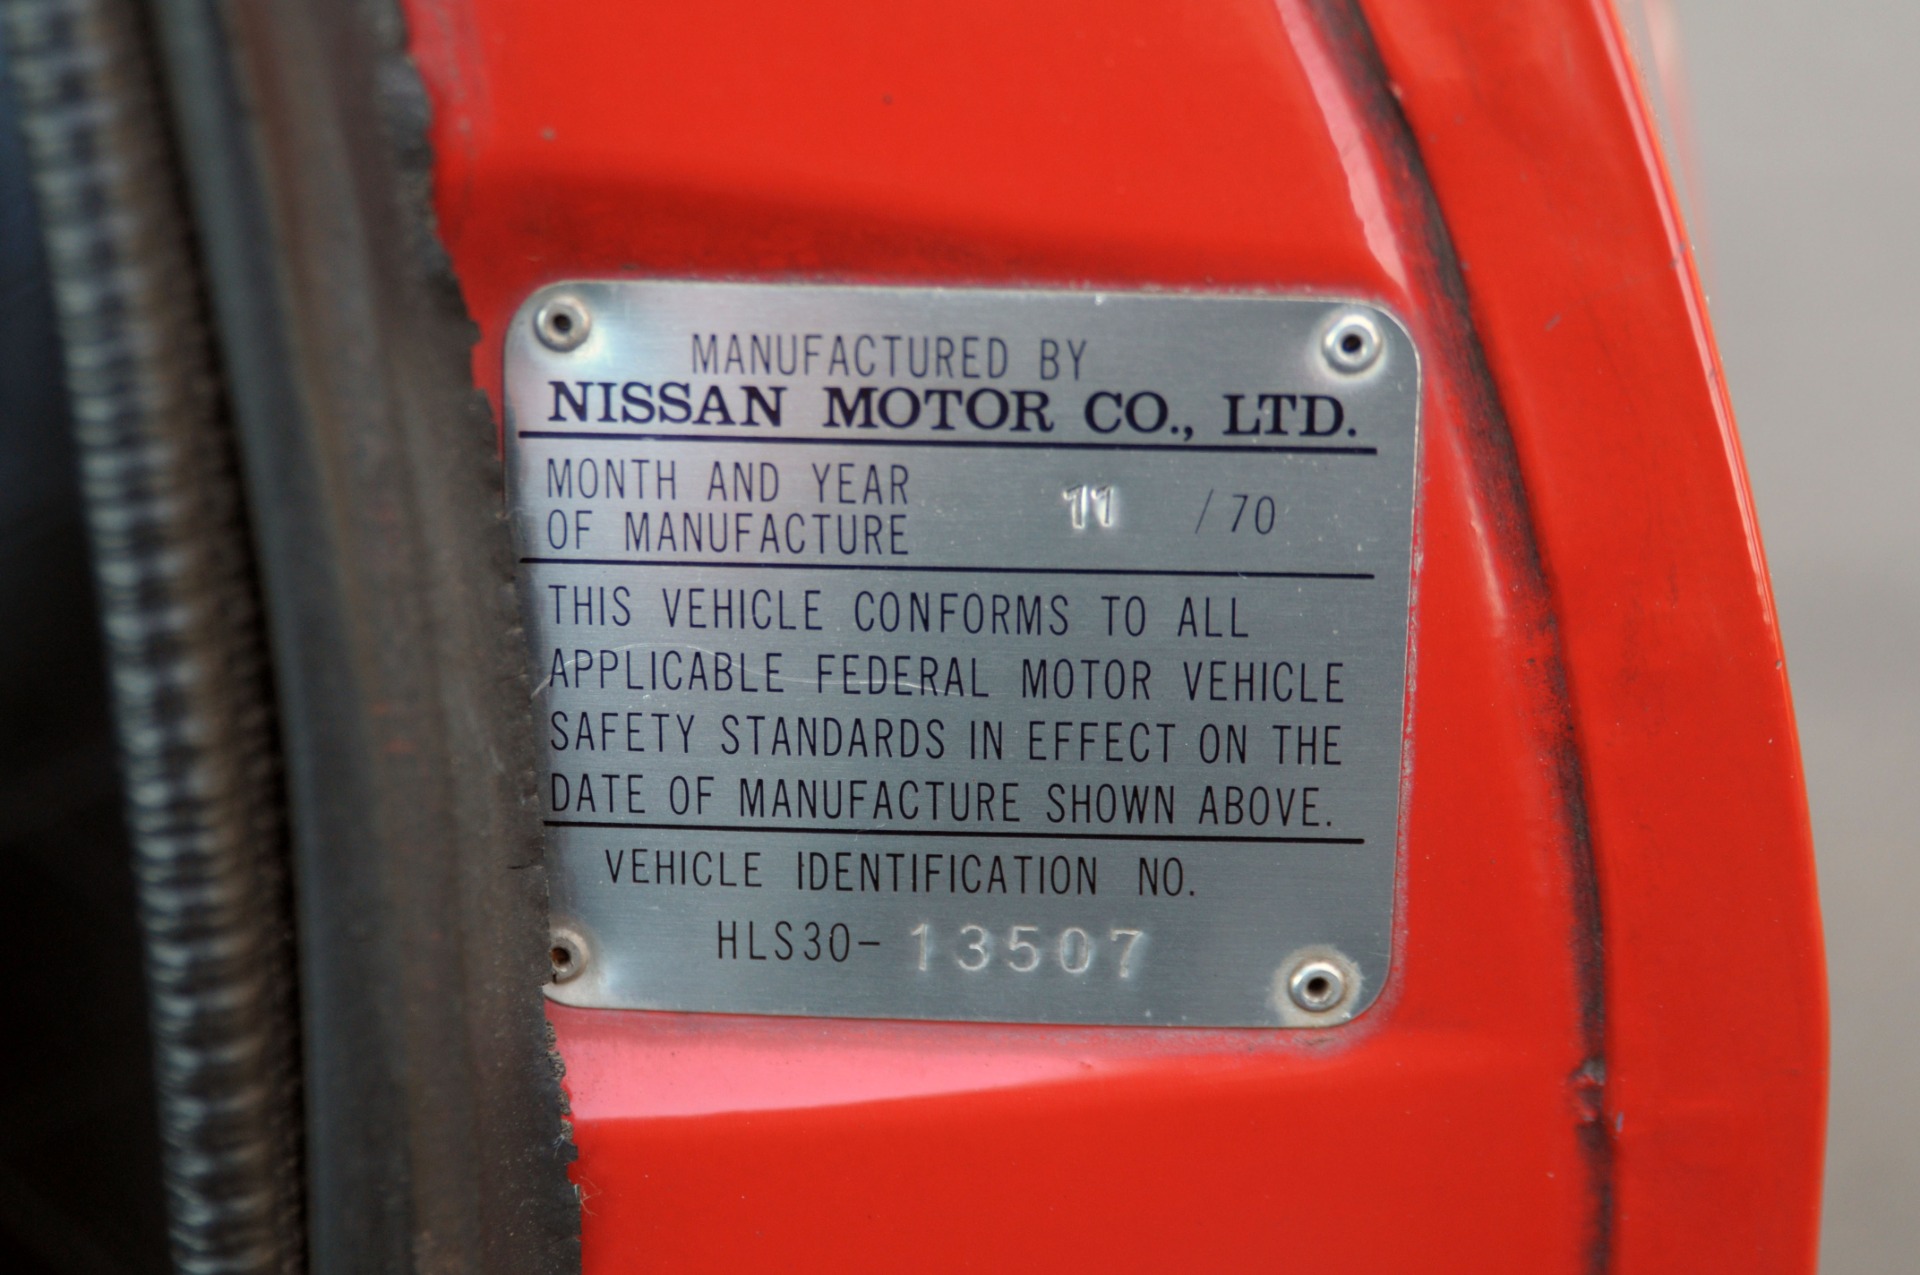 MANUFACTURED BY
NISSAN MOTOR CO., LTD.
MONTH AND YEAR
OF MANUFACTURE 11 / 70
THIS VEHICLE CONFORMS TO ALL
APPLICABLE FEDERAL MOTOR VEHICLE
SAFETY STANDARDS IN EFFECT ON THE
DATE OF MANUFACTURE SHOWN ABOVE.
VEHICLE IDENTIFICATION NO.
HLS30- 13507